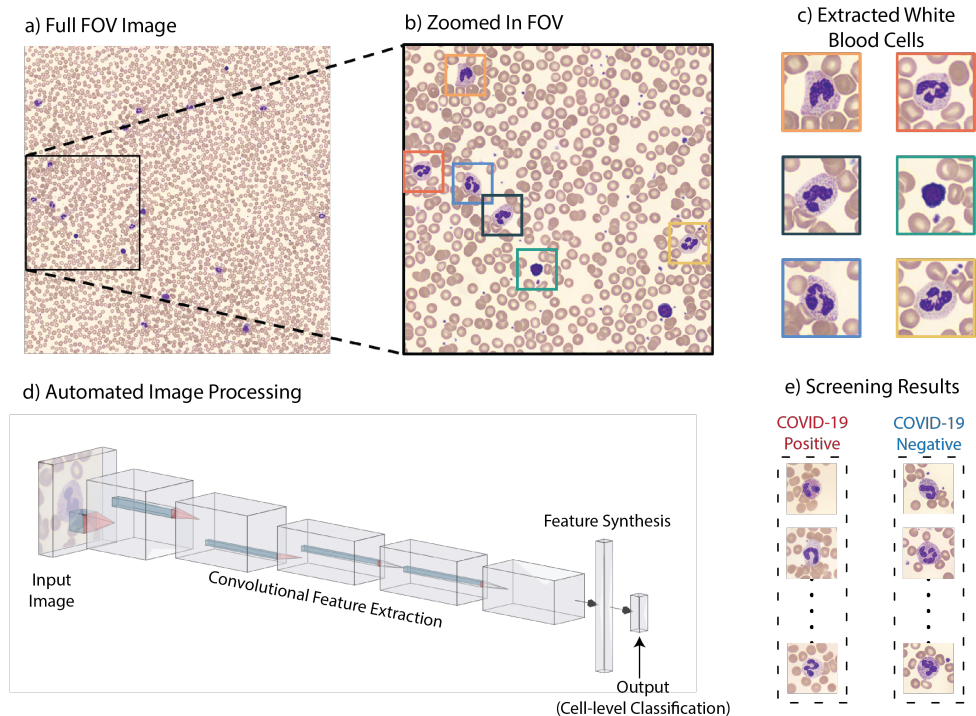 a) Full FOV Image
b) Zoomed In FOV
c) Extracted White
Blood Cells
d) Automated Image Processing
Input
Image
Convolutional Feature Extraction
Feature Synthesis
Output
(Cell-level Classification)
e) Screening Results
COVID-19
Positive
COVID-19
Negative